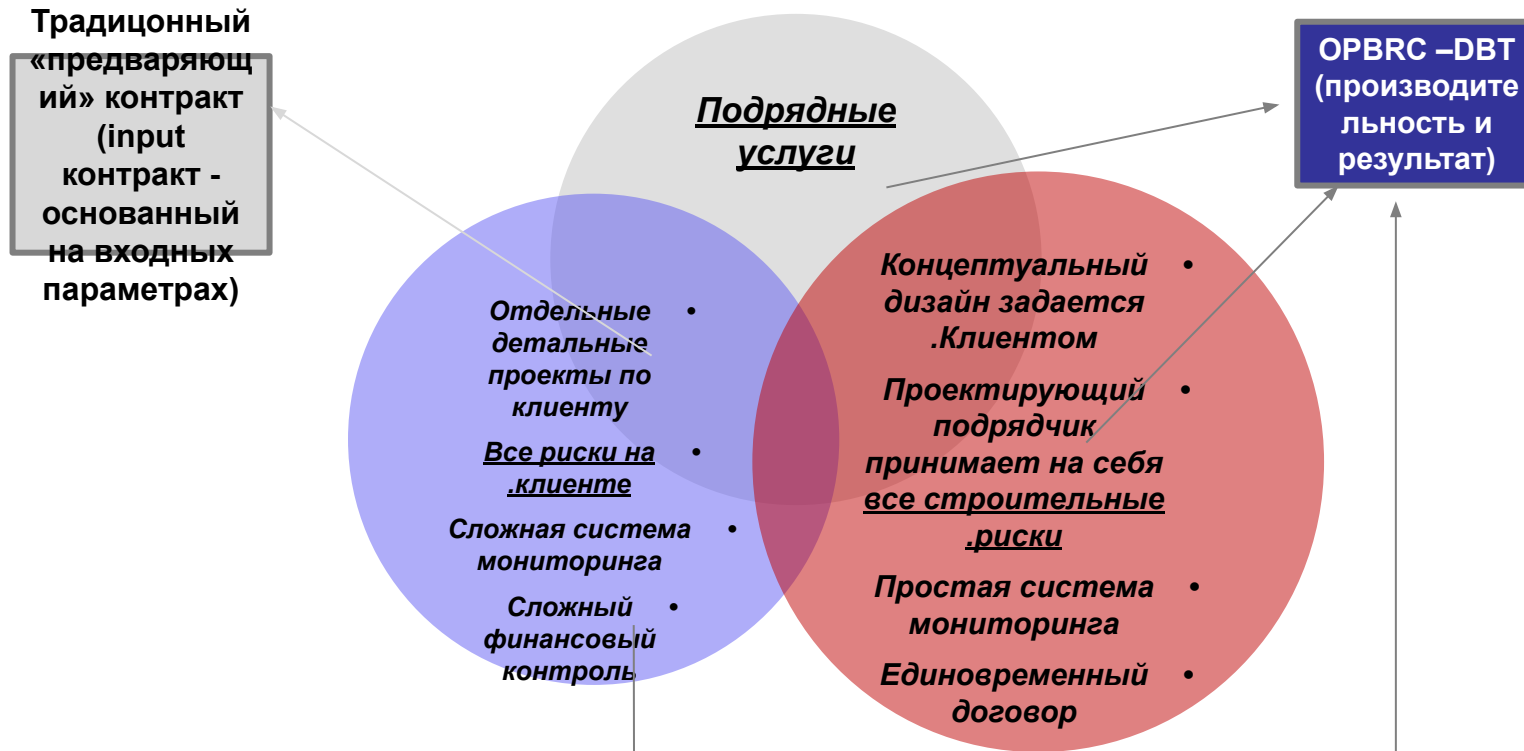 Традицонный
«предваряющ
ий» контракт
(input
контракт -
основанный
на входных
параметрах)
Подрядные
услуги
OPBRC –DBT
(производите
льность и
результат)
Отдельные •
детальные
проекты по
клиенту
Все риски на •
.клиенте
Сложная система •
мониторинга
Сложный •
финансовый
контроль
Концептуальный •
дизайн задается
.Клиентом
Проектирующий •
подрядчик
принимает на себя
все строительные
.риски
Простая система •
мониторинга
Единовременный •
договор